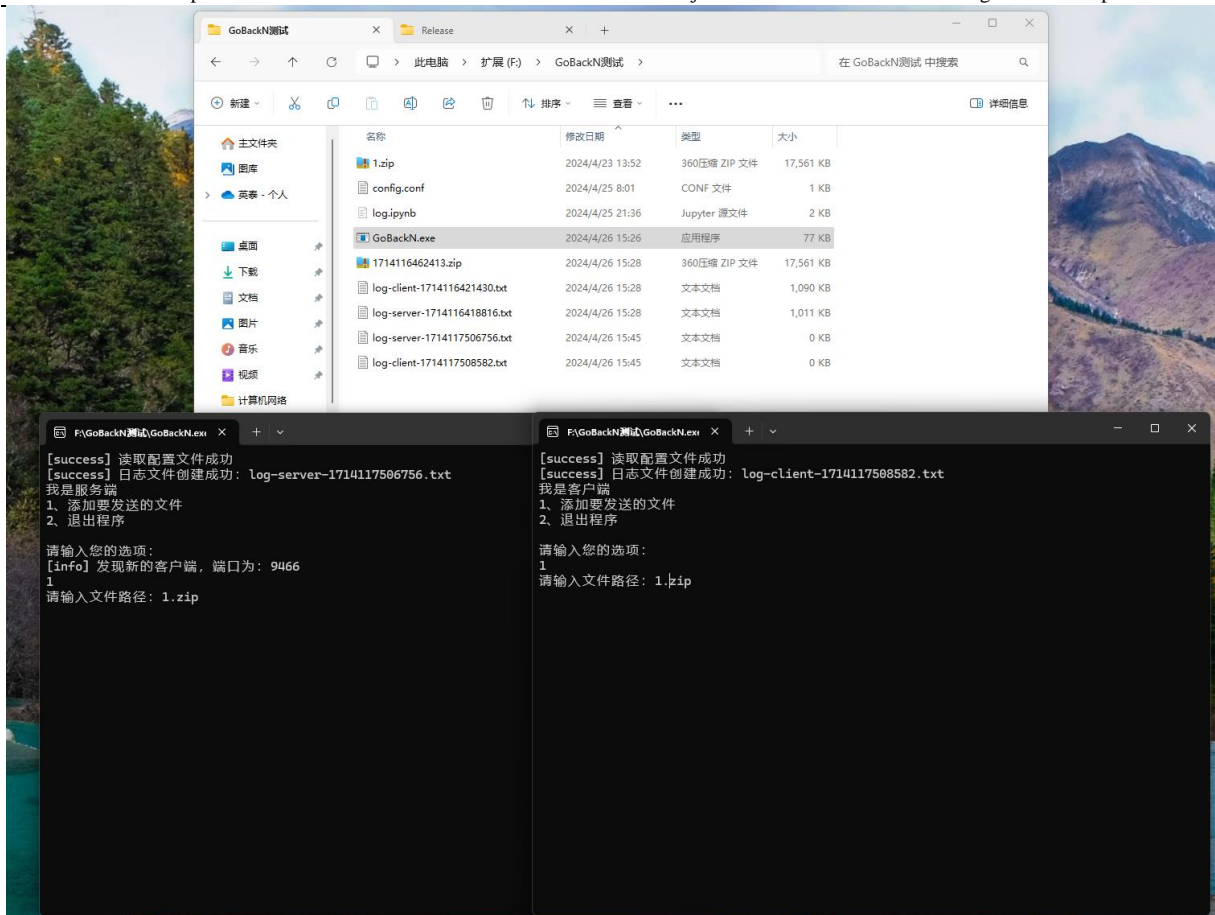 GoBackN测试 Release
此电脑 > 扩展 (F:) > GoBackN测试 > 在 GoBackN测试 中搜索
新建 排序 查看 ... 详细信息
名称 修改日期 类型 大小
主文件夹
图库
英泰 - 个人
桌面
下载
文档
图片
音乐
视频
计算机网络
1.zip 2024/4/23 13:52 360压缩 ZIP 文件 17,561 KB
config.conf 2024/4/25 8:01 CONF 文件 1 KB
log.ipynb 2024/4/25 21:36 Jupyter 源文件 2 KB
GoBackN.exe 2024/4/26 15:26 应用程序 77 KB
1714116462413.zip 2024/4/26 15:28 360压缩 ZIP 文件 17,561 KB
log-client-1714116421430.txt 2024/4/26 15:28 文本文档 1,090 KB
log-server-1714116418816.txt 2024/4/26 15:28 文本文档 1,011 KB
log-server-1714117506756.txt 2024/4/26 15:45 文本文档 0 KB
log-client-1714117508582.txt 2024/4/26 15:45 文本文档 0 KB
F:\GoBackN测试\GoBackN.exe
[success] 读取配置文件成功
[success] 日志文件创建成功: log-server-1714117506756.txt
我是服务端
1、添加要发送的文件
2、退出程序
请输入您的选项:
[info] 发现新的客户端, 端口为: 9466
1
请输入文件路径: 1.zip
F:\GoBackN测试\GoBackN.exe
[success] 读取配置文件成功
[success] 日志文件创建成功: log-client-1714117508582.txt
我是客户端
1、添加要发送的文件
2、退出程序
请输入您的选项:
1
请输入文件路径: 1.zip